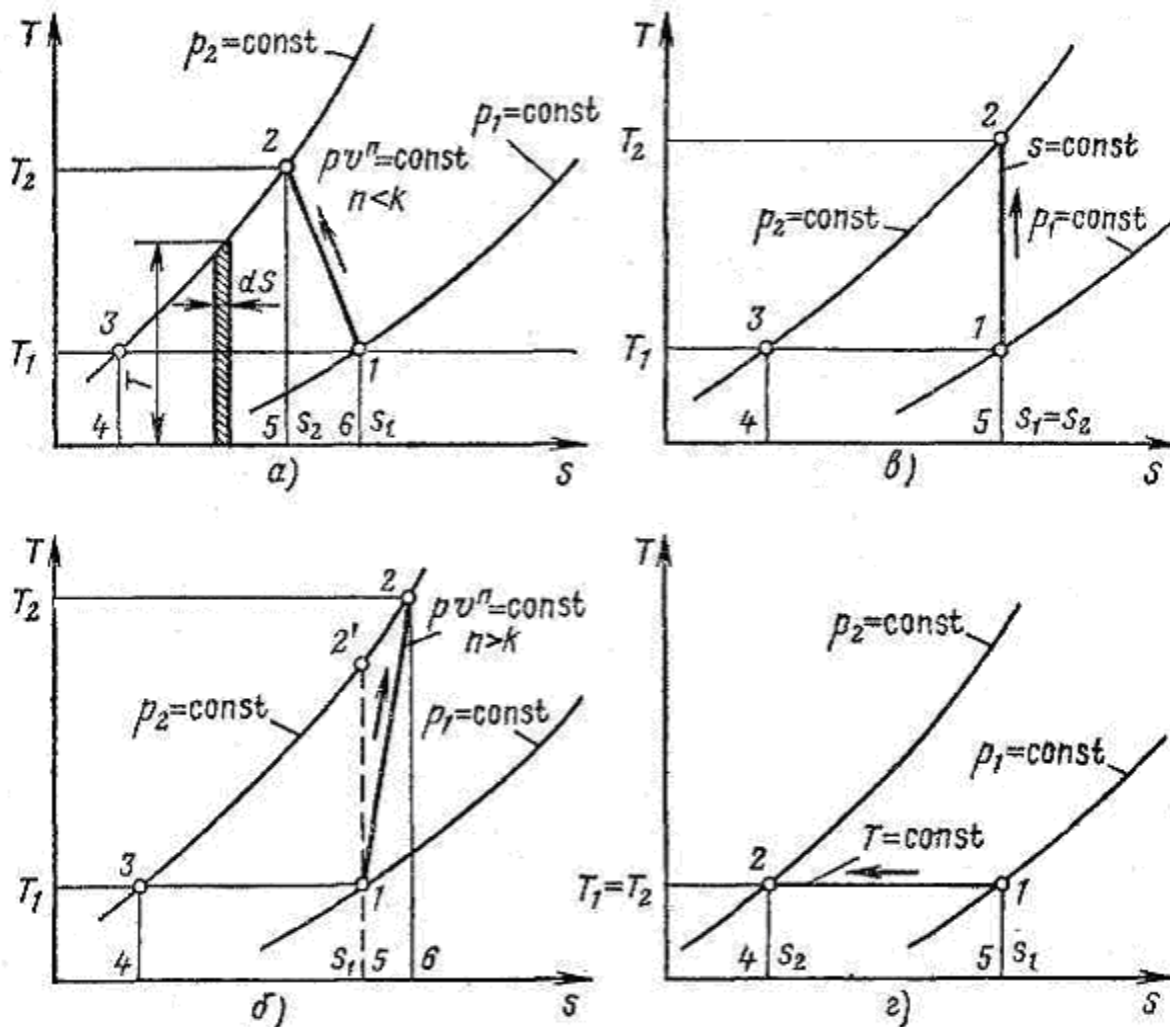 T
p₂=const
p₁=const
2
T₂
pvⁿ=const
n<k
dS
3
T₁
T
1
4
5
s₂
6
s₁
а)
s
T
2
T₂
s=const
p₂=const
p₁=const
3
T₁
1
4
5
s₁=s₂
в)
s
T
2
T₂
pvⁿ=const
n>k
2'
p₂=const
p₁=const
3
T₁
1
4
s₁
5
6
б)
s
T
p₂=const
p₁=const
2
T=const
T₁=T₂
1
4
s₂
5
s₁
г)
s